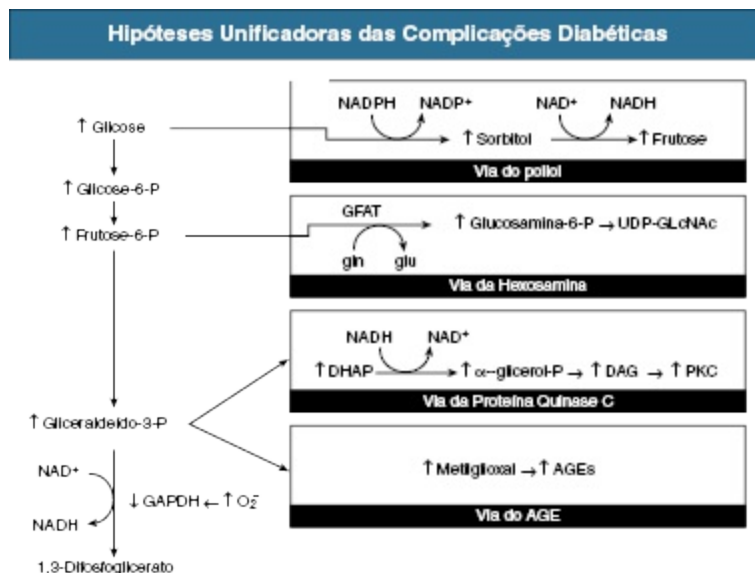 Hipóteses Unificadoras das Complicações Diabéticas
NADPH NADP+ NAD+ NADH
↑ Glicose ↑ Sorbitol ↑ Frutose
Via do poliol
↑ Glicose-6-P
GFAT
↑ Glucosamina-6-P → UDP-GLcNAc
↑ Frutose-6-P
gln glu
Via da Hexosamina
NADH NAD+
↑ DHAP ↑ α-glicerol-P → ↑ DAG → ↑ PKC
Via da Proteína Quinase C
↑ Gliceraldeído-3-P
NAD+
↑ Metilglioxal → ↑ AGEs
↓ GAPDH ← ↑ O₂⁻
NADH
Via do AGE
1,3-Difosfoglicerato